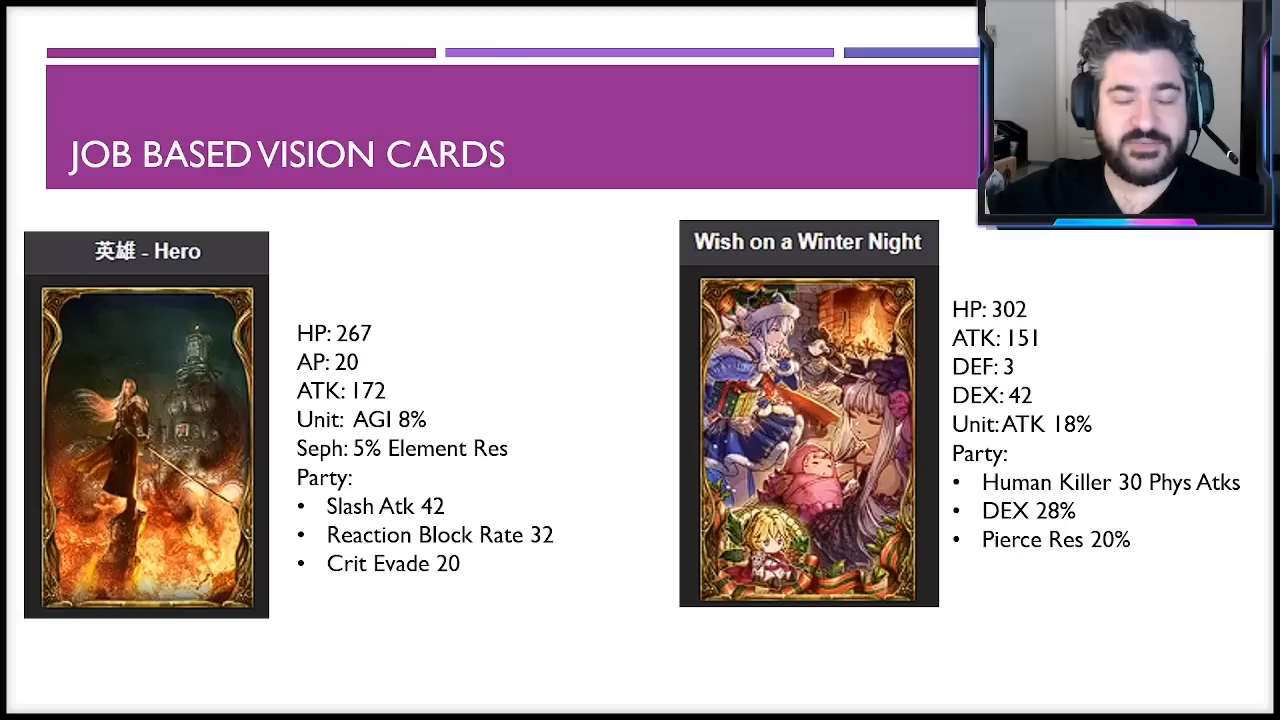 JOB BASED VISION CARDS
英雄 - Hero
HP: 267
AP: 20
ATK: 172
Unit: AGI 8%
Seph: 5% Element Res
Party:
• Slash Atk 42
• Reaction Block Rate 32
• Crit Evade 20
Wish on a Winter Night
HP: 302
ATK: 151
DEF: 3
DEX: 42
Unit: ATK 18%
Party:
• Human Killer 30 Phys Atks
• DEX 28%
• Pierce Res 20%